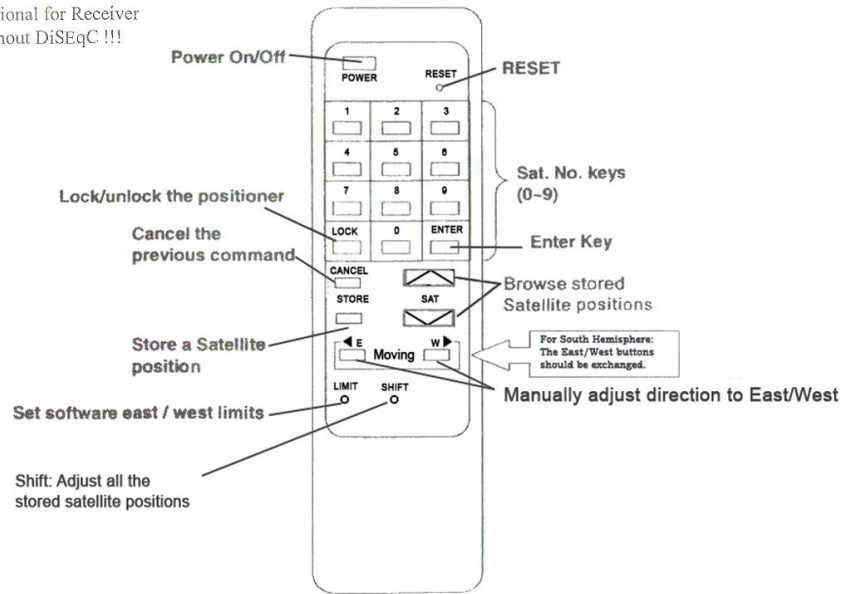 ional for Receiver
hout DiSEqC !!!
Power On/Off
POWER
RESET
RESET
1 2 3
4 5 6
7 8 9
LOCK 0 ENTER
Sat. No. keys
(0~9)
Lock/unlock the positioner
Cancel the
previous command
Enter Key
CANCEL
STORE
SAT
Browse stored
Satellite positions
Store a Satellite
position
E Moving W
For South Hemisphere:
The East/West buttons
should be exchanged.
Manually adjust direction to East/West
LIMIT SHIFT
Set software east / west limits
Shift: Adjust all the
stored satellite positions